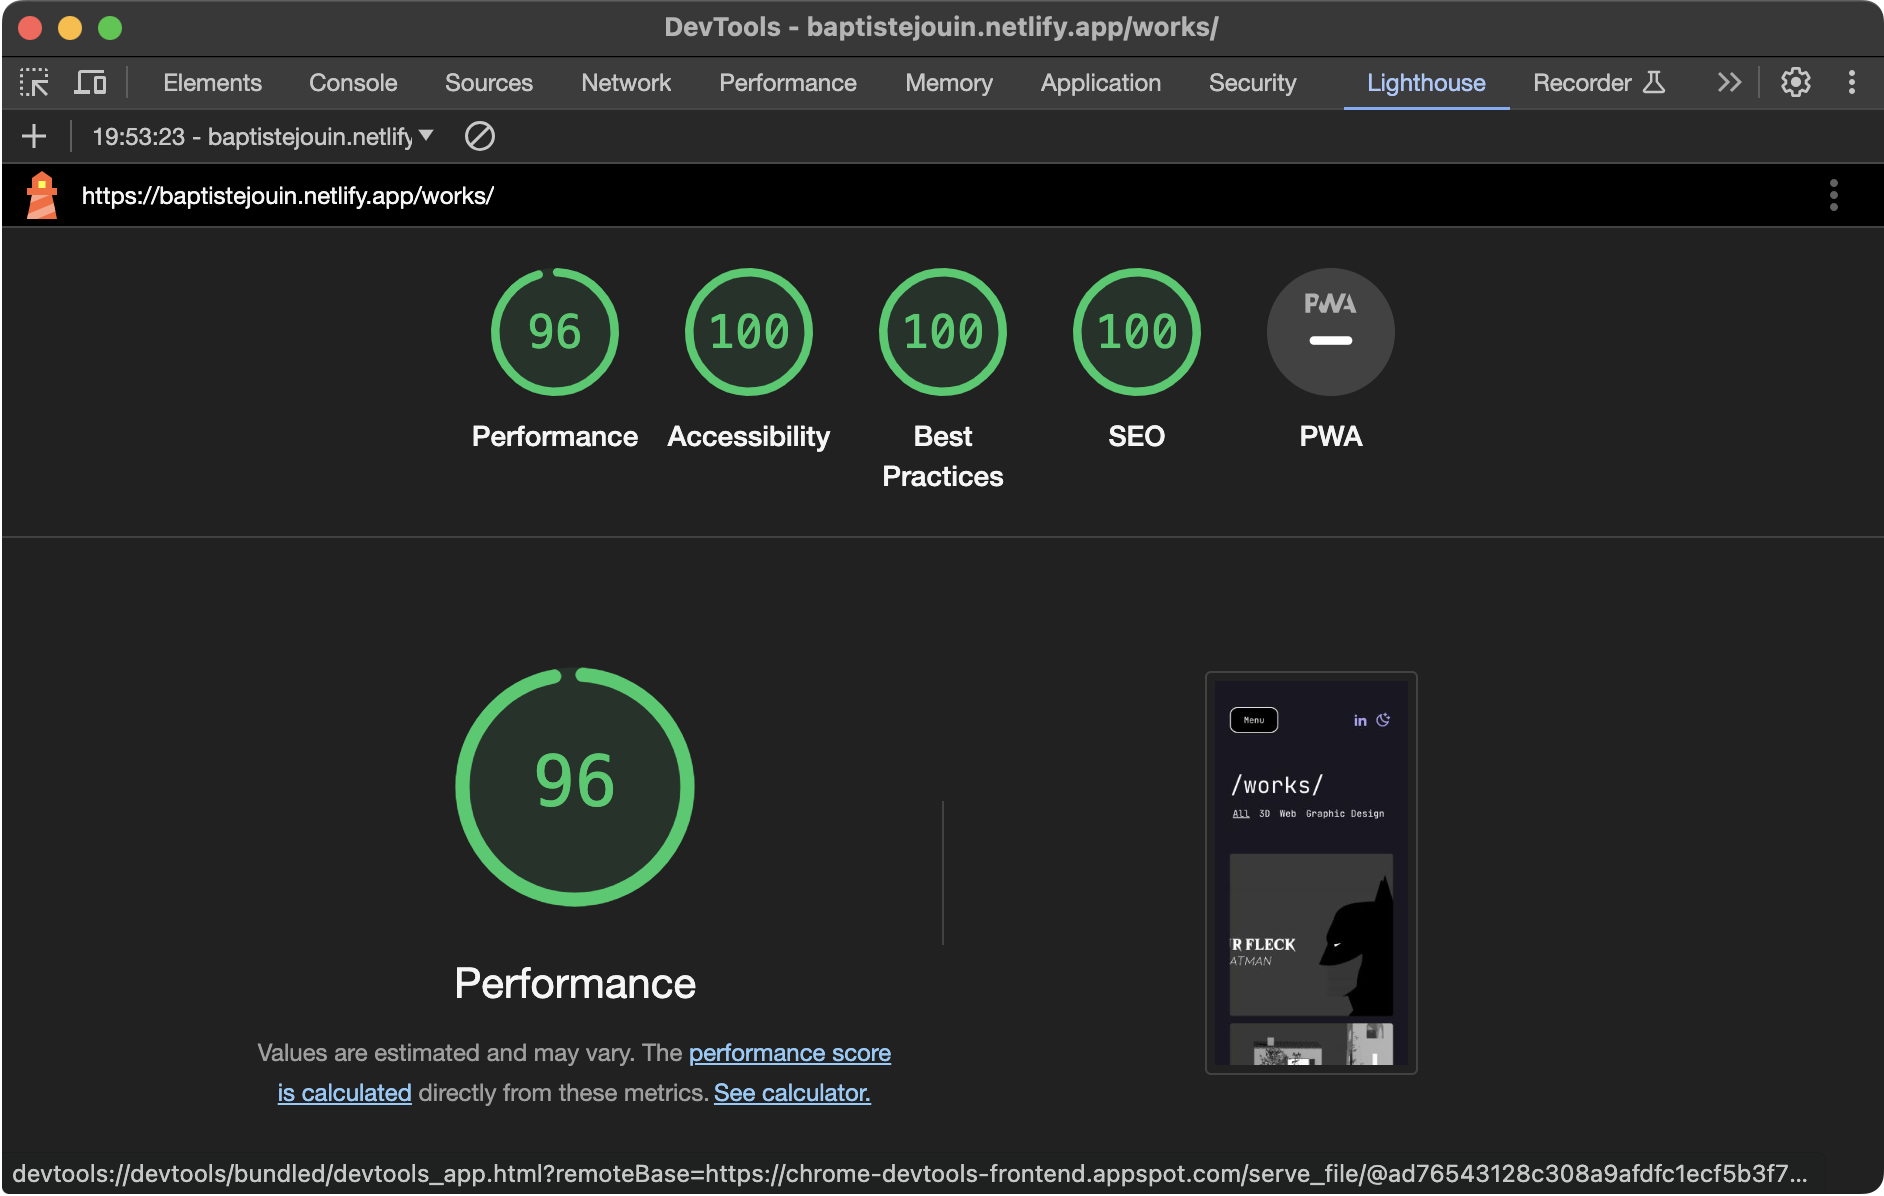 DevTools - baptistejouin.netlify.app/works/
Elements Console Sources Network Performance Memory Application Security Lighthouse Recorder
19:53:23 - baptistejouin.netlify
https://baptistejouin.netlify.app/works/
96 100 100 100 PWA
Performance Accessibility Best Practices SEO PWA
96
Performance
Values are estimated and may vary. The performance score
is calculated directly from these metrics. See calculator.
Menu in
/works/
All 3D Web Graphic Design
R FLECK
ATMAN
devtools://devtools/bundled/devtools_app.html?remoteBase=https://chrome-devtools-frontend.appspot.com/serve_file/@ad76543128c308a9afdfc1ecf5b3f7...